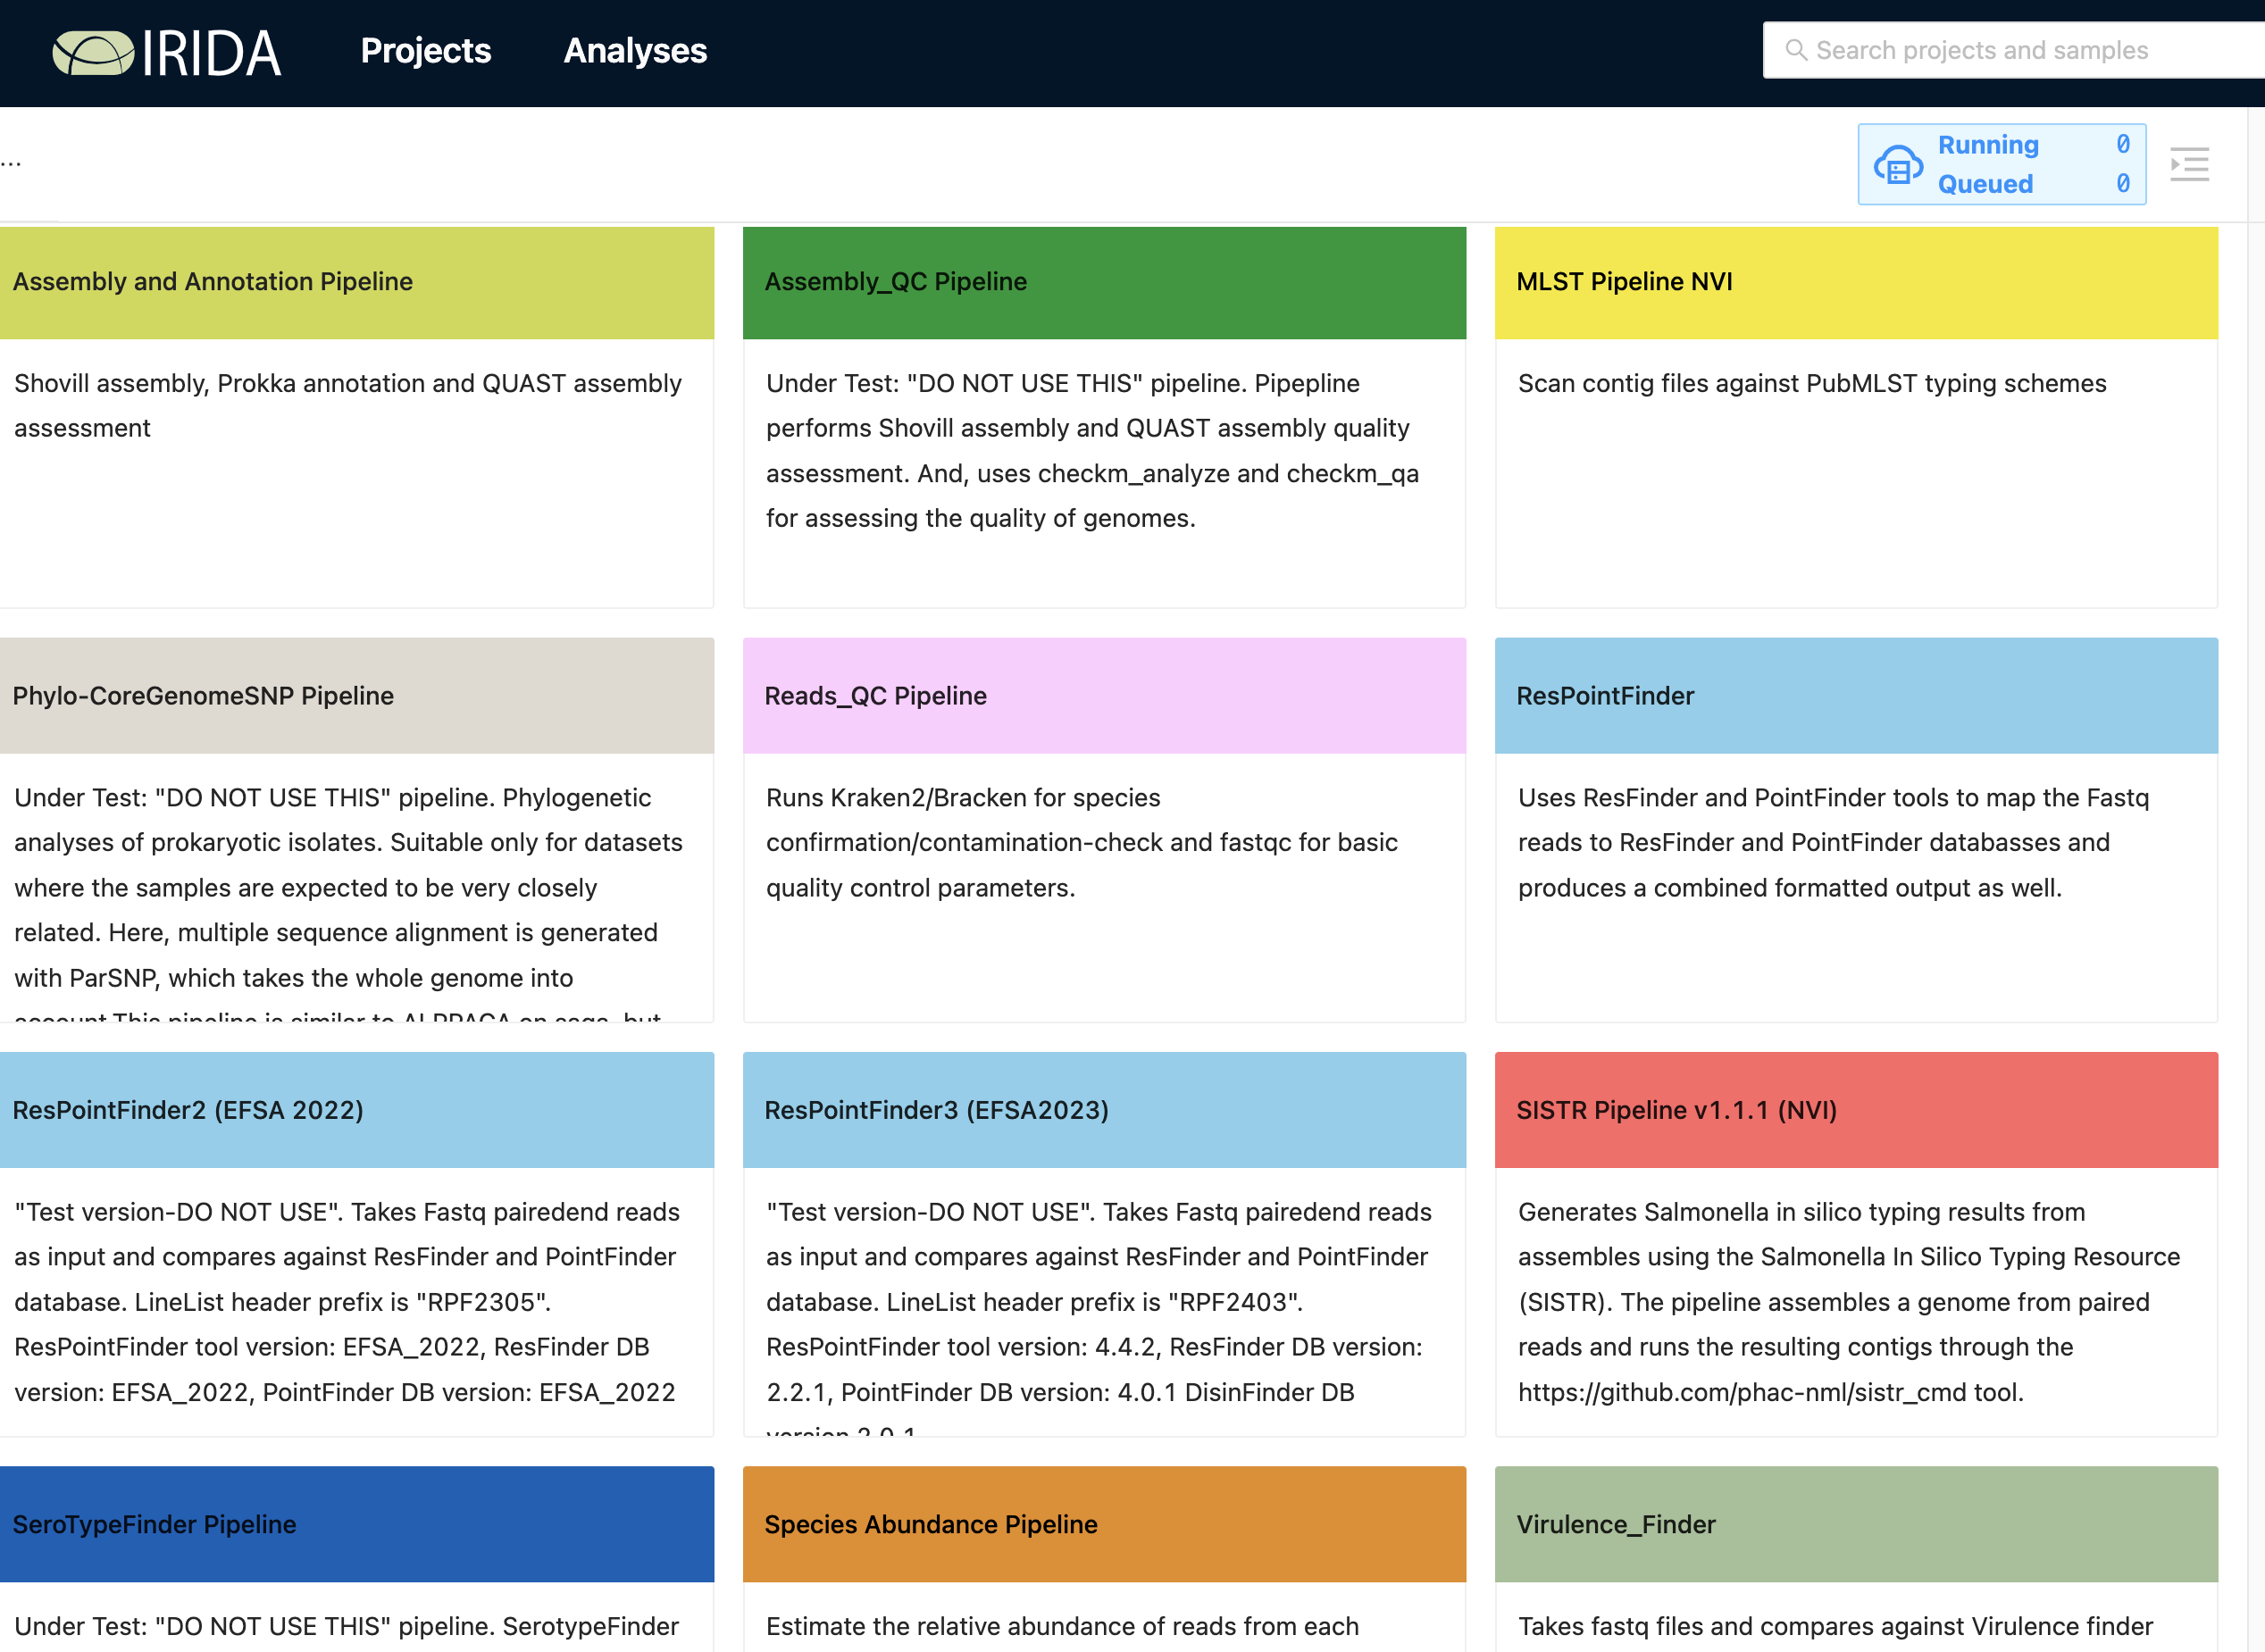 IRIDA
Projects
Analyses
Search projects and samples
...
Running 0
Queued 0
Assembly and Annotation Pipeline
Shovill assembly, Prokka annotation and QUAST assembly
assessment
Assembly_QC Pipeline
Under Test: "DO NOT USE THIS" pipeline. Pipepline
performs Shovill assembly and QUAST assembly quality
assessment. And, uses checkm_analyze and checkm_qa
for assessing the quality of genomes.
MLST Pipeline NVI
Scan contig files against PubMLST typing schemes
Phylo-CoreGenomeSNP Pipeline
Under Test: "DO NOT USE THIS" pipeline. Phylogenetic
analyses of prokaryotic isolates. Suitable only for datasets
where the samples are expected to be very closely
related. Here, multiple sequence alignment is generated
with ParSNP, which takes the whole genome into
account.This pipeline is similar to ALPPACA on saga, but
Reads_QC Pipeline
Runs Kraken2/Bracken for species
confirmation/contamination-check and fastqc for basic
quality control parameters.
ResPointFinder
Uses ResFinder and PointFinder tools to map the Fastq
reads to ResFinder and PointFinder databasses and
produces a combined formatted output as well.
ResPointFinder2 (EFSA 2022)
"Test version-DO NOT USE". Takes Fastq pairedend reads
as input and compares against ResFinder and PointFinder
database. LineList header prefix is "RPF2305".
ResPointFinder tool version: EFSA_2022, ResFinder DB
version: EFSA_2022, PointFinder DB version: EFSA_2022
ResPointFinder3 (EFSA2023)
"Test version-DO NOT USE". Takes Fastq pairedend reads
as input and compares against ResFinder and PointFinder
database. LineList header prefix is "RPF2403".
ResPointFinder tool version: 4.4.2, ResFinder DB version:
2.2.1, PointFinder DB version: 4.0.1 DisinFinder DB
version 2.0.1
SISTR Pipeline v1.1.1 (NVI)
Generates Salmonella in silico typing results from
assembles using the Salmonella In Silico Typing Resource
(SISTR). The pipeline assembles a genome from paired
reads and runs the resulting contigs through the
https://github.com/phac-nml/sistr_cmd tool.
SeroTypeFinder Pipeline
Under Test: "DO NOT USE THIS" pipeline. SerotypeFinder
Species Abundance Pipeline
Estimate the relative abundance of reads from each
Virulence_Finder
Takes fastq files and compares against Virulence finder